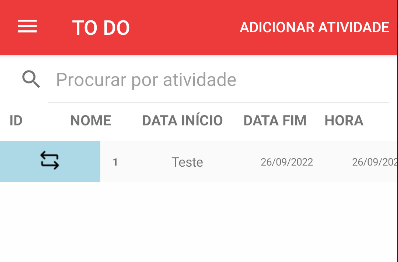 TO DO ADICIONAR ATIVIDADE
Procurar por atividade
ID NOME DATA INÍCIO DATA FIM HORA
1 Teste 26/09/2022 26/09/202